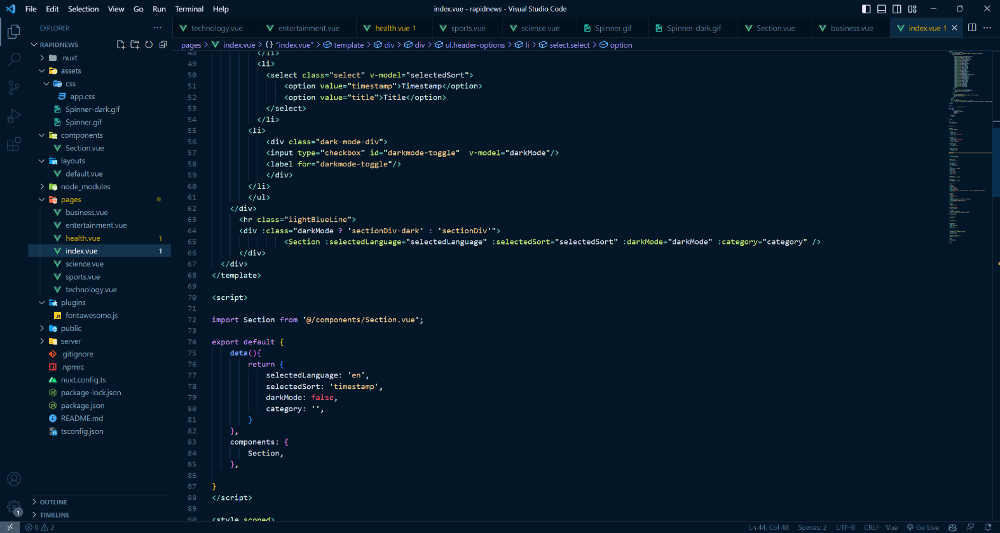 File Edit Selection View Go Run Terminal Help
index.vue - rapidnews - Visual Studio Code
EXPLORER
technology.vue entertainment.vue health.vue 1 sports.vue science.vue Spinner.gif Spinner-dark.gif Section.vue business.vue index.vue 1
RAPIDNEWS
pages > index.vue > {} "index.vue" > template > div > div > ul.header-options > li > select.select > option
.nuxt
assets
css
app.css
Spinner-dark.gif
Spinner.gif
components
Section.vue
layouts
default.vue
node_modules
pages
business.vue
entertainment.vue
health.vue 1
index.vue 1
science.vue
sports.vue
technology.vue
plugins
fontawesome.js
public
server
.gitignore
.npmrc
nuxt.config.ts
package-lock.json
package.json
README.md
tsconfig.json
OUTLINE
TIMELINE
1
48 </li>
49 <li>
50 <select class="select" v-model="selectedSort">
51 <option value="timestamp">Timestamp</option>
52 <option value="title">Title</option>
53 </select>
54 </li>
55 <li>
56 <div class="dark-mode-div">
57 <input type="checkbox" id="darkmode-toggle"  v-model="darkMode"/>
58 <label for="darkmode-toggle"/>
59 </div>
60 </li>
61 </ul>
62 </div>
63 <hr class="lightBlueLine">
64 <div :class="darkMode ? 'sectionDiv-dark' : 'sectionDiv'">
65 <Section :selectedLanguage="selectedLanguage" :selectedSort="selectedSort" :darkMode="darkMode" :category="category" />
66 </div>
67 </div>
68 </template>
69
70 <script>
71
72 import Section from '@/components/Section.vue';
73
74 export default {
75 data(){
76 return {
77 selectedLanguage: 'en',
78 selectedSort: 'timestamp',
79 darkMode: false,
80 category: '',
81 }
82 },
83 components: {
84 Section,
85 },
86
87 }
88 </script>
89
90 <style scoped>
0 2
Ln 44, Col 48 Spaces: 2 UTF-8 CRLF Vue Go Live